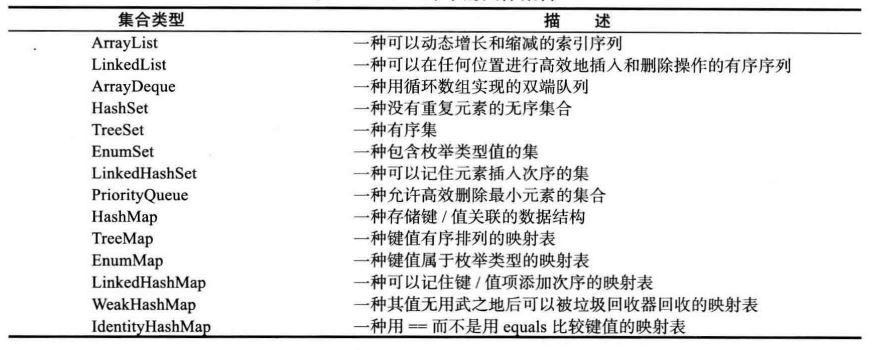 集合类型 描 述
ArrayList 一种可以动态增长和缩减的索引序列
LinkedList 一种可以在任何位置进行高效地插入和删除操作的有序序列
ArrayDeque 一种用循环数组实现的双端队列
HashSet 一种没有重复元素的无序集合
TreeSet 一种有序集
EnumSet 一种包含枚举类型值的集
LinkedHashSet 一种可以记住元素插入次序的集
PriorityQueue 一种允许高效删除最小元素的集合
HashMap 一种存储键 / 值关联的数据结构
TreeMap 一种键值有序排列的映射表
EnumMap 一种键值属于枚举类型的映射表
LinkedHashMap 一种可以记住键 / 值项添加次序的映射表
WeakHashMap 一种其值无用武之地后可以被垃圾回收器回收的映射表
IdentityHashMap 一种用 == 而不是用 equals 比较键值的映射表